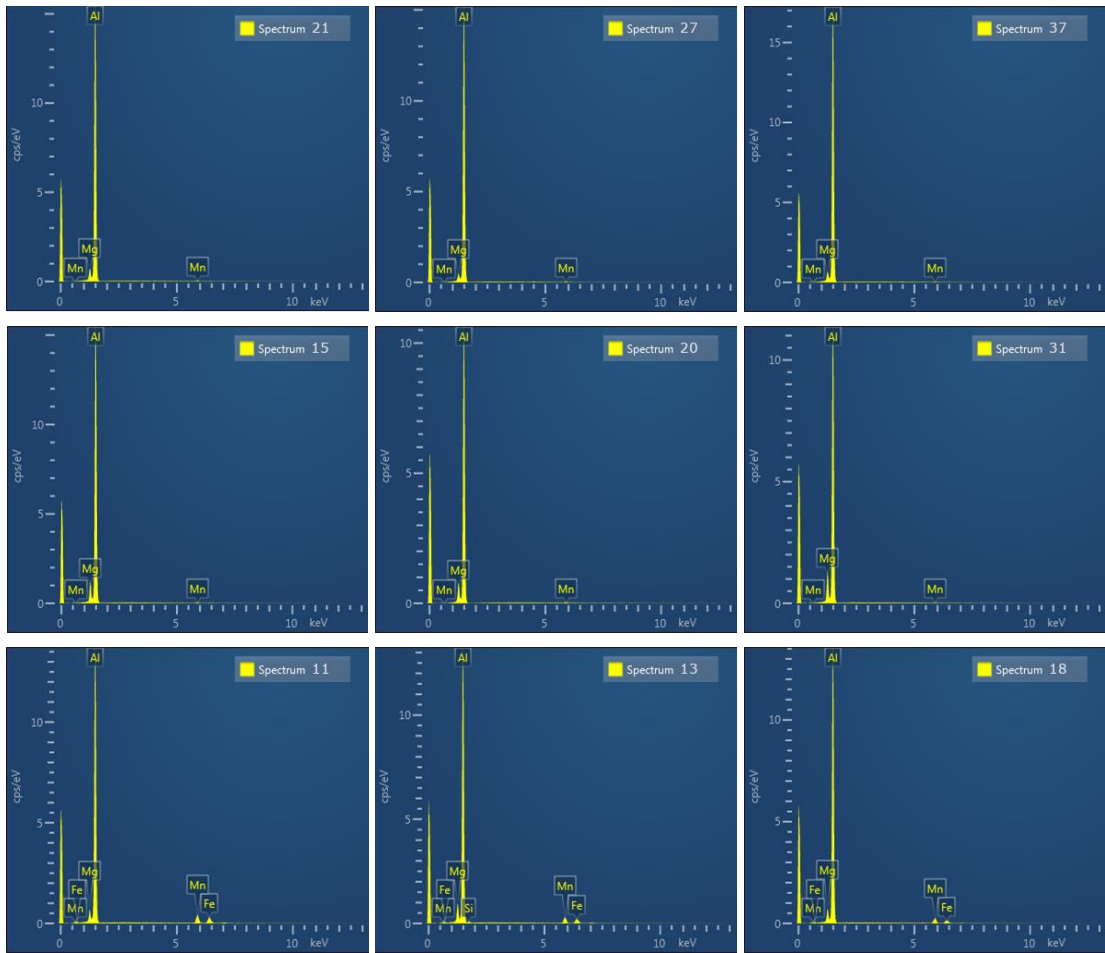 Al
Spectrum 21
10
cps/eV
5
Mg
Mn
Mn
0
0 5 10 keV
Al
Spectrum 27
10
cps/eV
5
Mg
Mn
Mn
0
0 5 10 keV
Al
Spectrum 37
15
10
cps/eV
5
Mg
Mn
Mn
0
0 5 10 keV
Al
Spectrum 15
10
cps/eV
5
Mg
Mn
Mn
0
0 5 10 keV
Al
Spectrum 20
10
cps/eV
5
Mg
Mn
Mn
0
0 5 10 keV
Al
Spectrum 31
10
cps/eV
5
Mg
Mn
Mn
0
0 5 10 keV
Al
Spectrum 11
10
cps/eV
5
Mg
Fe
Mn
Mn
Fe
0
0 5 10 keV
Al
Spectrum 13
10
cps/eV
5
Mg
Fe
Mn
Si
Mn
Fe
0
0 5 10 keV
Al
Spectrum 18
10
cps/eV
5
Mg
Fe
Mn
Mn
Fe
0
0 5 10 keV